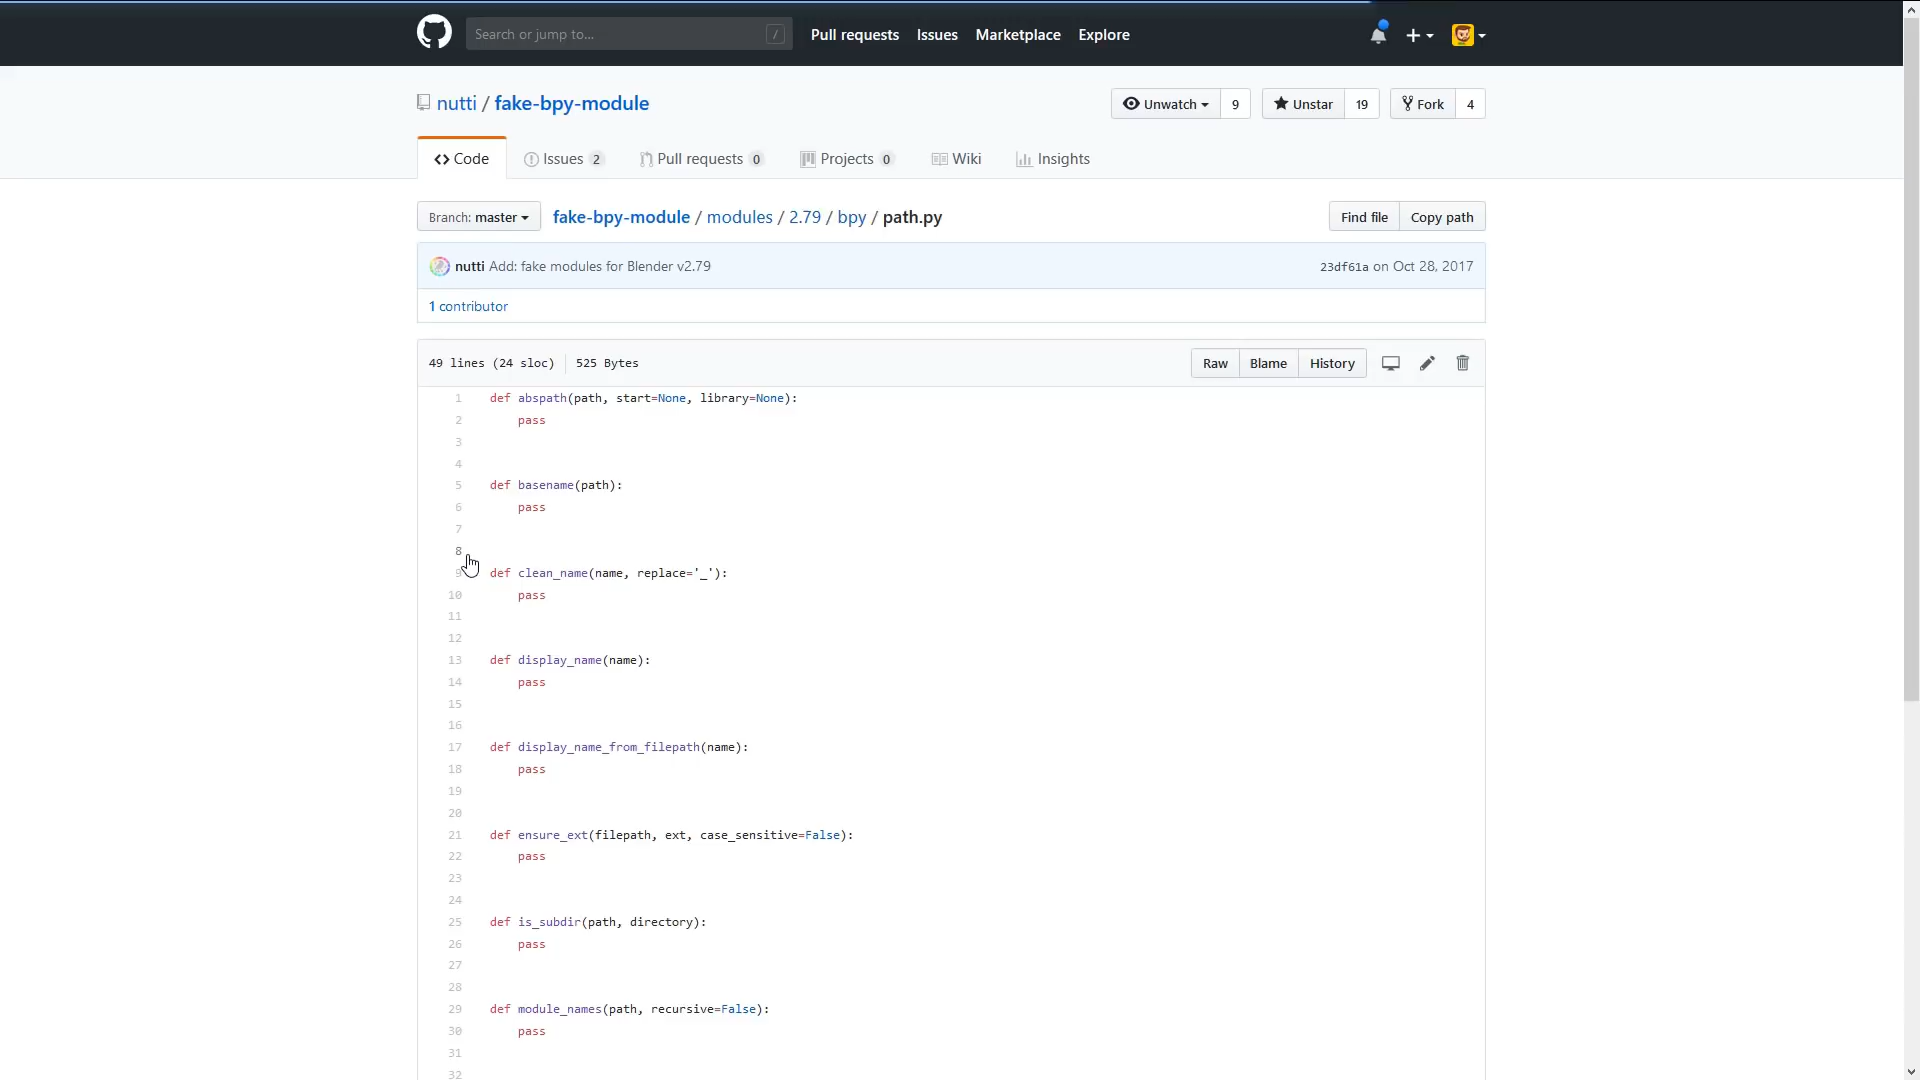 Search or jump to... / Pull requests Issues Marketplace Explore
nutti / fake-bpy-module Unwatch 9 Unstar 19 Fork 4
Code Issues 2 Pull requests 0 Projects 0 Wiki Insights
Branch: master fake-bpy-module / modules / 2.79 / bpy / path.py Find file Copy path
nutti Add: fake modules for Blender v2.79 23df61a on Oct 28, 2017
1 contributor
49 lines (24 sloc) 525 Bytes Raw Blame History
1 def abspath(path, start=None, library=None):
2 pass
3
4
5 def basename(path):
6 pass
7
8
9 def clean_name(name, replace='_'):
10 pass
11
12
13 def display_name(name):
14 pass
15
16
17 def display_name_from_filepath(name):
18 pass
19
20
21 def ensure_ext(filepath, ext, case_sensitive=False):
22 pass
23
24
25 def is_subdir(path, directory):
26 pass
27
28
29 def module_names(path, recursive=False):
30 pass
31
32